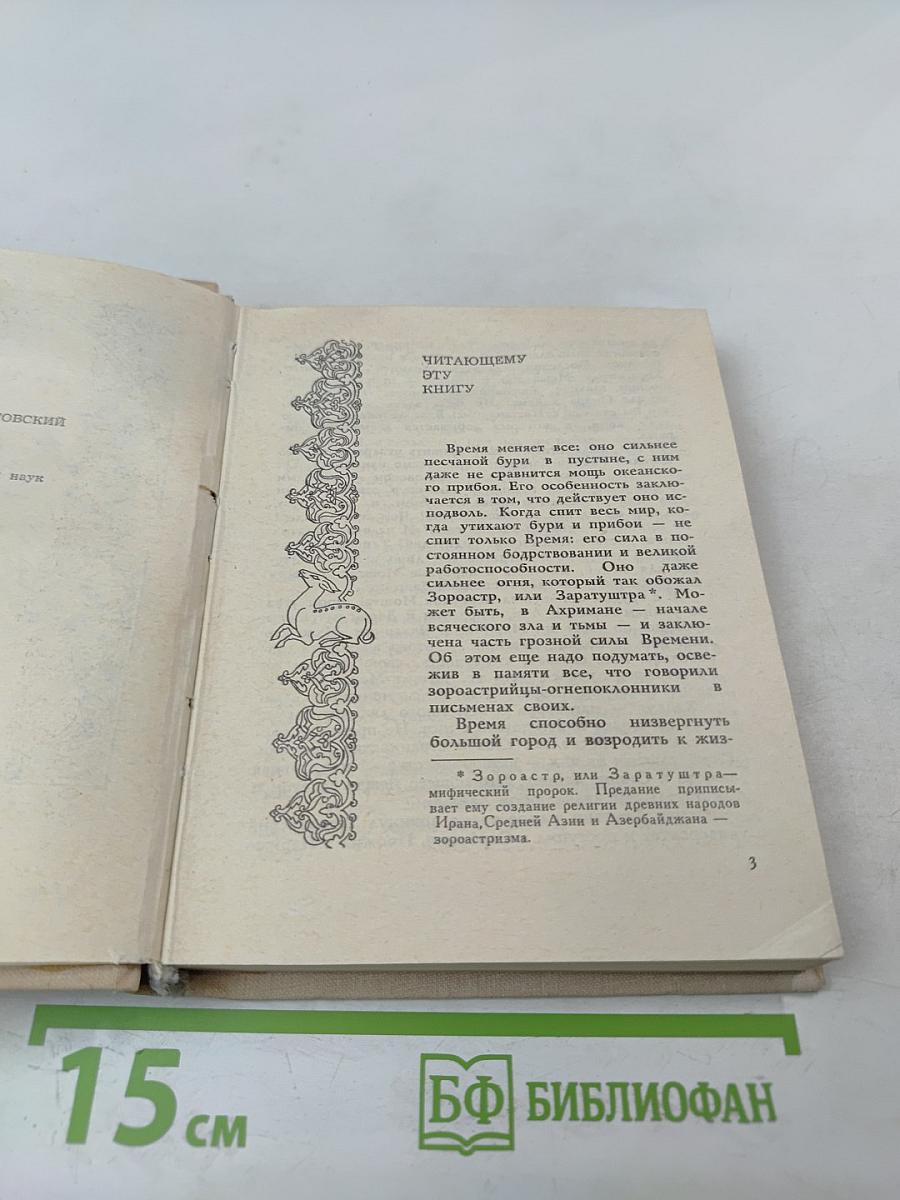 ТОВСКИЙ
наук
ЧИТАЮЩЕМУ
ЭТУ
КНИГУ
Время меняет все: оно сильнее
песчаной бури в пустыне, с ним
даже не сравнится мощь океанско-
го прибоя. Его особенность заклю-
чается в том, что действует оно ис-
подволь. Когда спит весь мир, ко-
гда утихают бури и прибои — не
спит только Время: его сила в по-
стоянном бодрствовании и великой
работоспособности. Оно даже
сильнее огня, который так обожал
Зороастр, или Заратуштра*. Мо-
жет быть, в Ахримане — начале
всяческого зла и тьмы — и заклю-
чена часть грозной силы Времени.
Об этом еще надо подумать, осве-
жив в памяти все, что говорили
зороастрийцы-огнепоклонники в
письменах своих.
Время способно низвергнуть
большой город и возродить к жиз-
* Зороастр, или Заратуштра—
мифический пророк. Предание приписы-
вает ему создание религии древних народов
Ирана,Средней Азии и Азербайджана —
зороастризма.
3
15 см
БФ БИБЛИОФАН